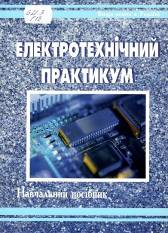 ЕЛЕКТРОТЕХНІЧНИЙ
ПРАКТИКУМ
Навчальний посібник